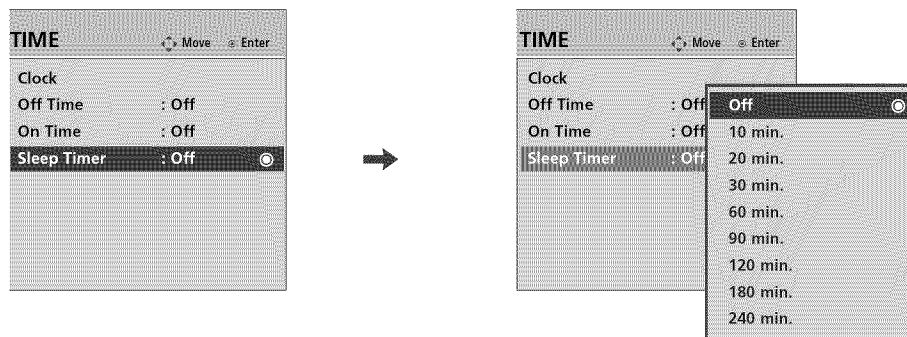 TIME Move Enter
Clock
Off Time : Off
On Time : Off
Sleep Timer : Off
TIME Move Enter
Clock
Off Time : Off
On Time : Off
Sleep Timer : Off
Off
10 min.
20 min.
30 min.
60 min.
90 min.
120 min.
180 min.
240 min.